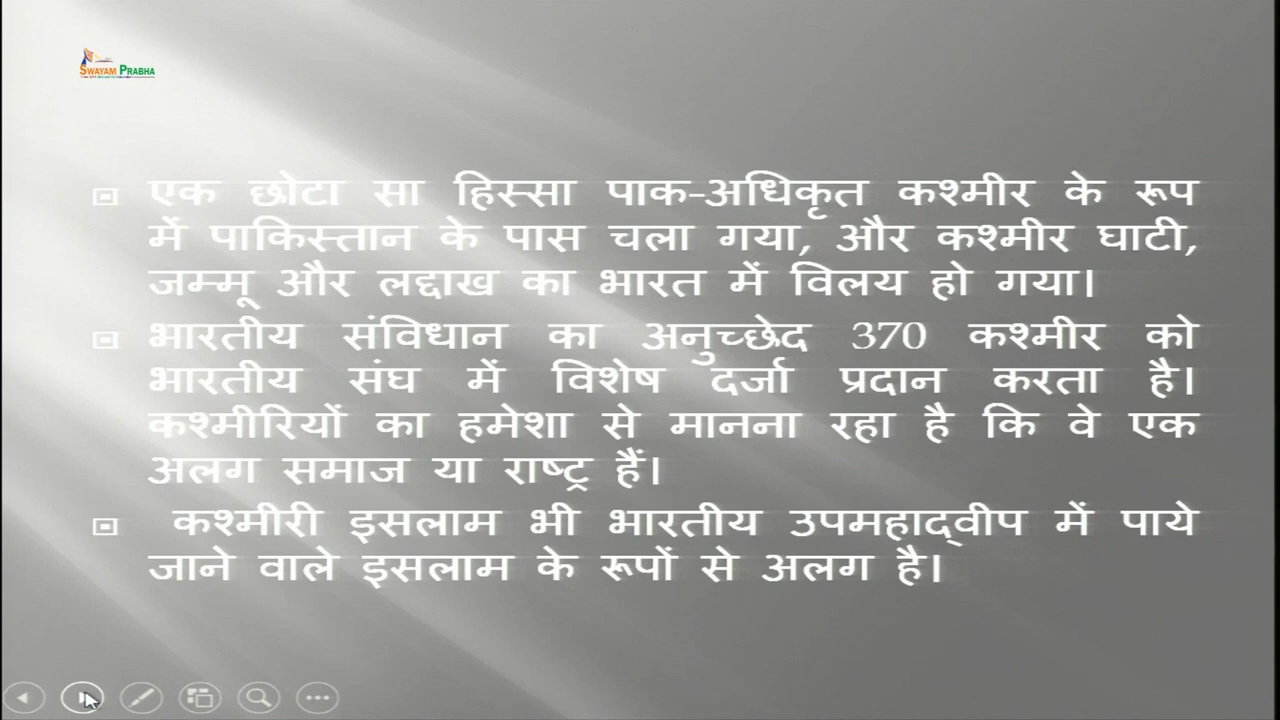 SWAYAM PRABHA
एक छोटा सा हिस्सा पाक-अधिकृत कश्मीर के रूप
में पाकिस्तान के पास चला गया, और कश्मीर घाटी,
जम्मू और लद्दाख का भारत में विलय हो गया।
भारतीय संविधान का अनुच्छेद 370 कश्मीर को
भारतीय संघ में विशेष दर्जा प्रदान करता है।
कश्मीरियों का हमेशा से मानना रहा है कि वे एक
अलग समाज या राष्ट्र हैं।
कश्मीरी इसलाम भी भारतीय उपमहाद्वीप में पाये
जाने वाले इसलाम के रूपों से अलग है।